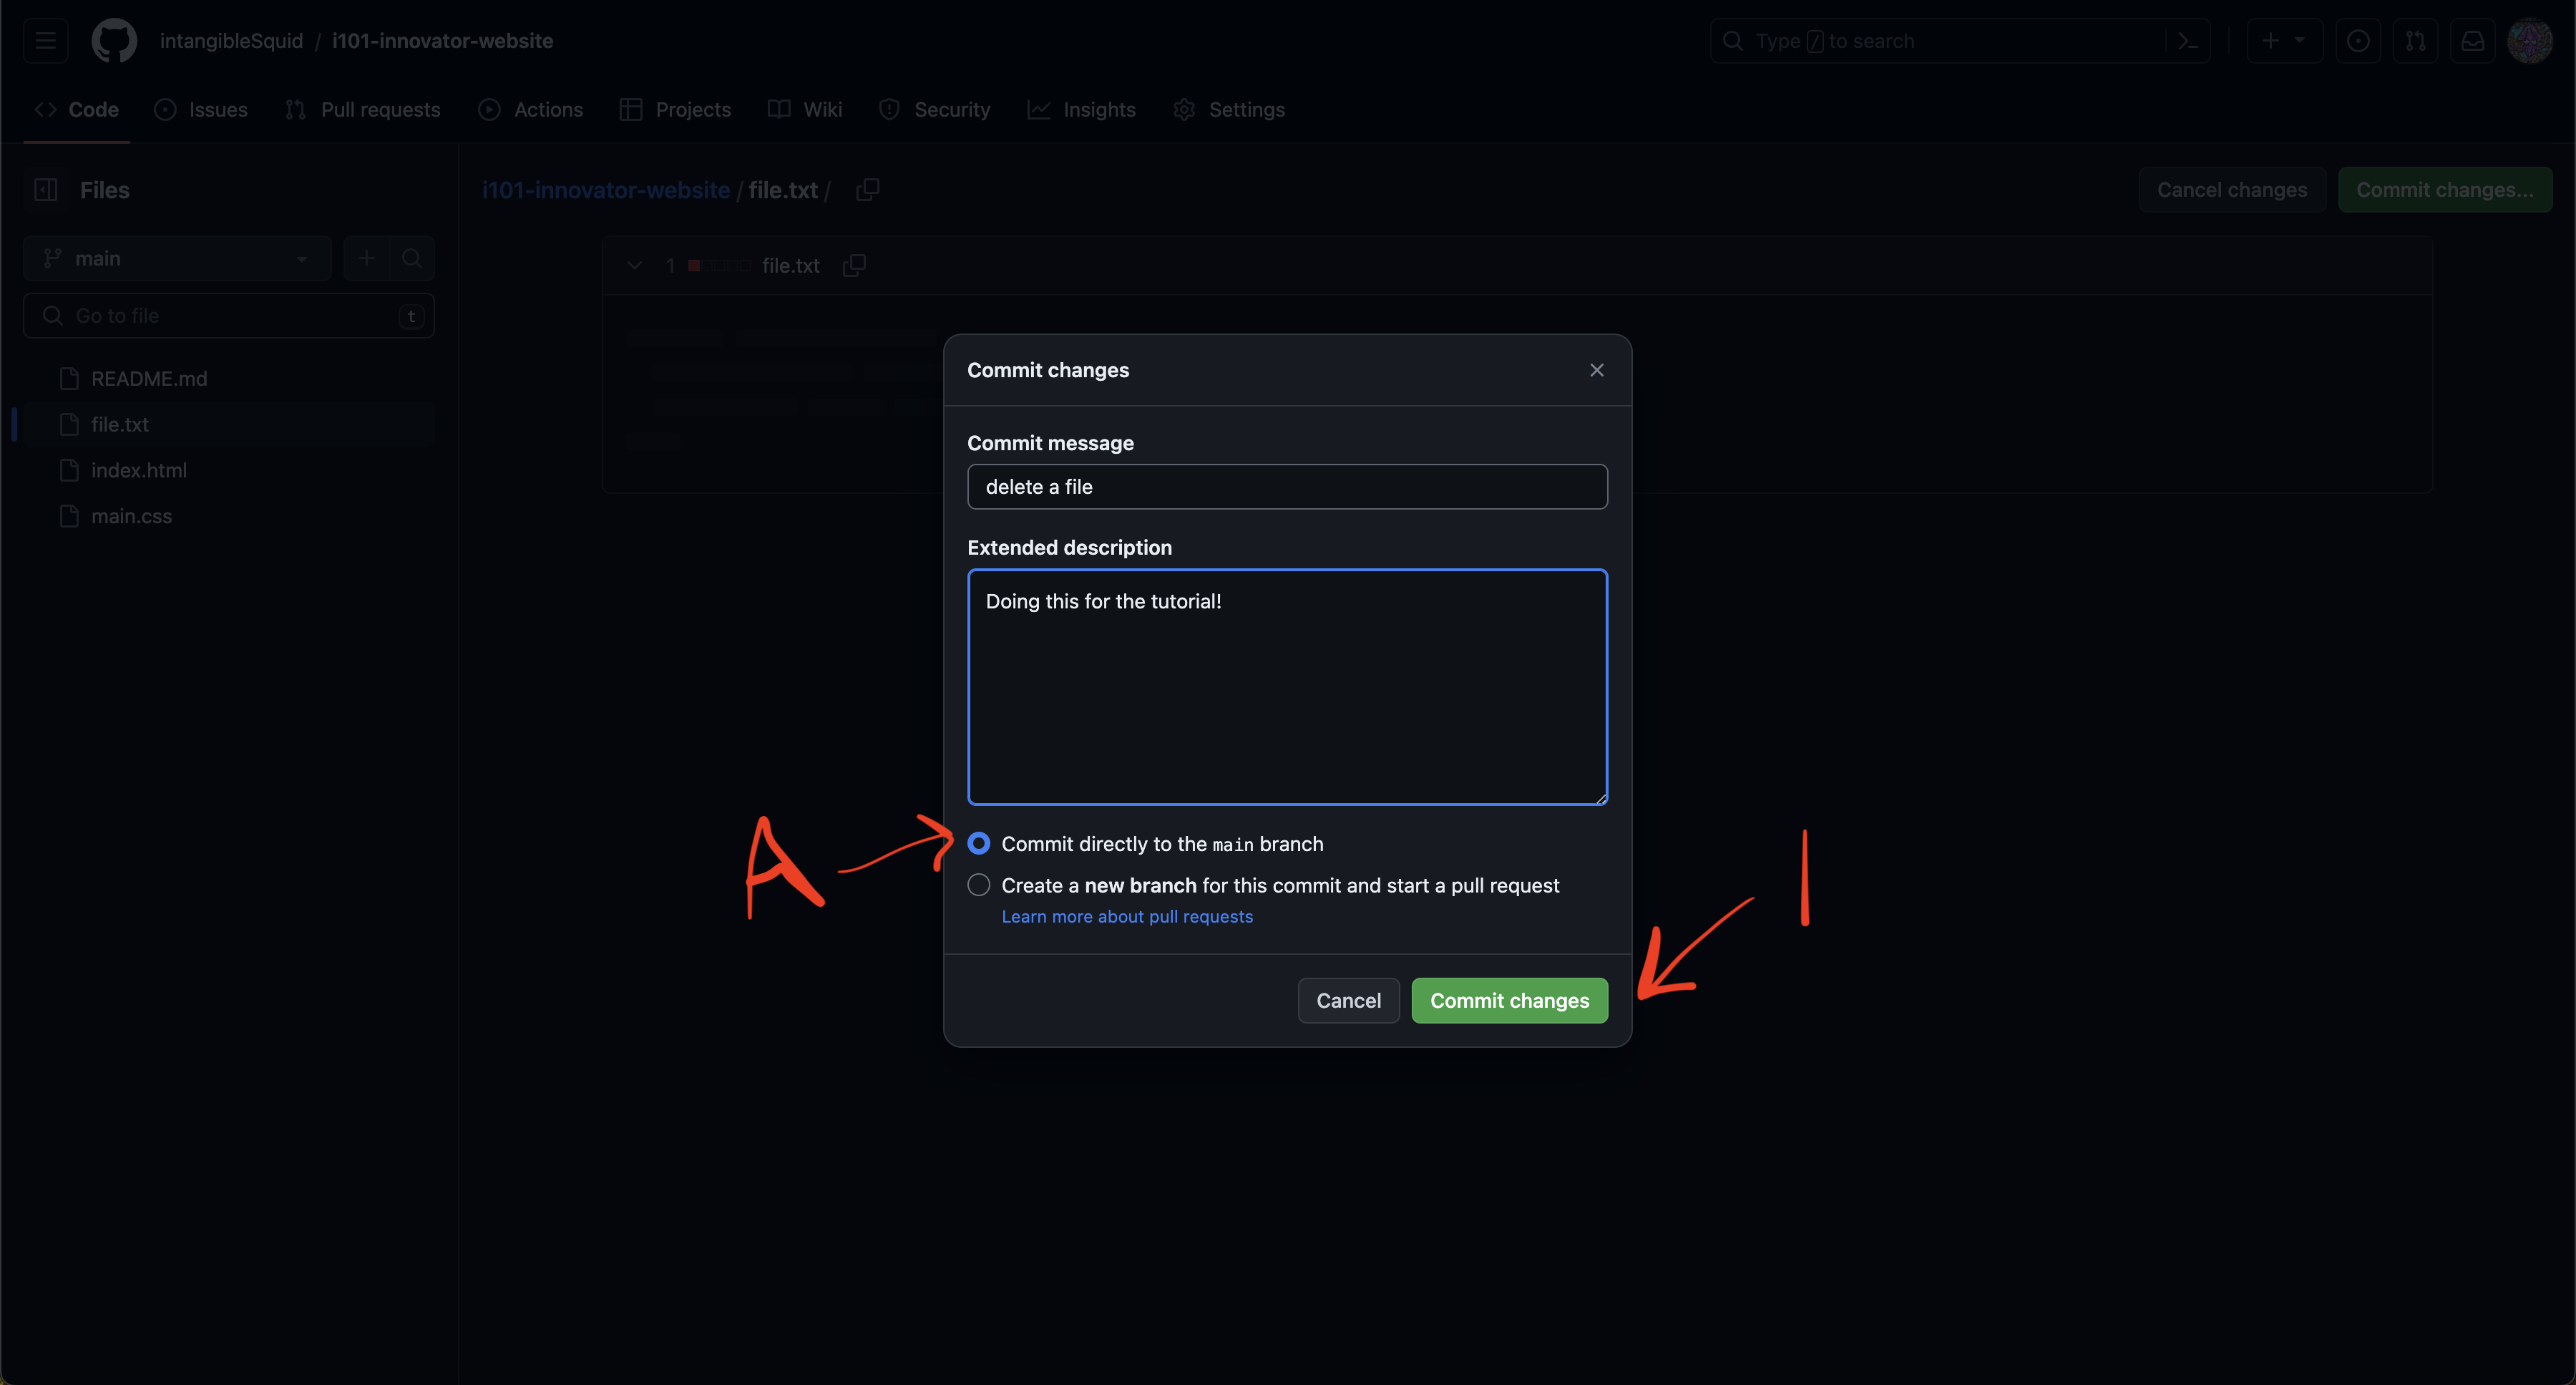 intangibleSquid / i101-innovator-website
Type / to search
Code Issues Pull requests Actions Projects Wiki Security Insights Settings
Files
i101-innovator-website / file.txt /
Cancel changes Commit changes...
main
1 file.txt
Go to file t
README.md
file.txt
index.html
main.css
Commit changes
Commit message
delete a file
Extended description
Doing this for the tutorial!
A
Commit directly to the main branch
1
Create a new branch for this commit and start a pull request
Learn more about pull requests
Cancel Commit changes